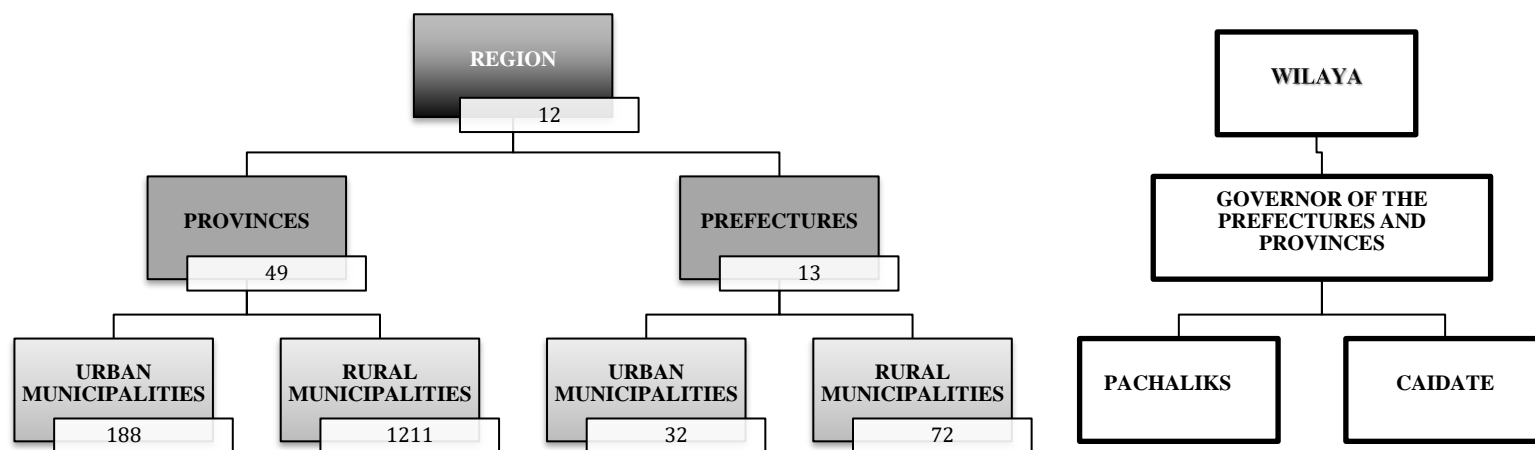 REGION
12
PROVINCES
49
PREFECTURES
13
URBAN
MUNICIPALITIES
188
RURAL
MUNICIPALITIES
1211
URBAN
MUNICIPALITIES
32
RURAL
MUNICIPALITIES
72
WILAYA
GOVERNOR OF THE
PREFECTURES AND
PROVINCES
PACHALIKS
CAIDATE